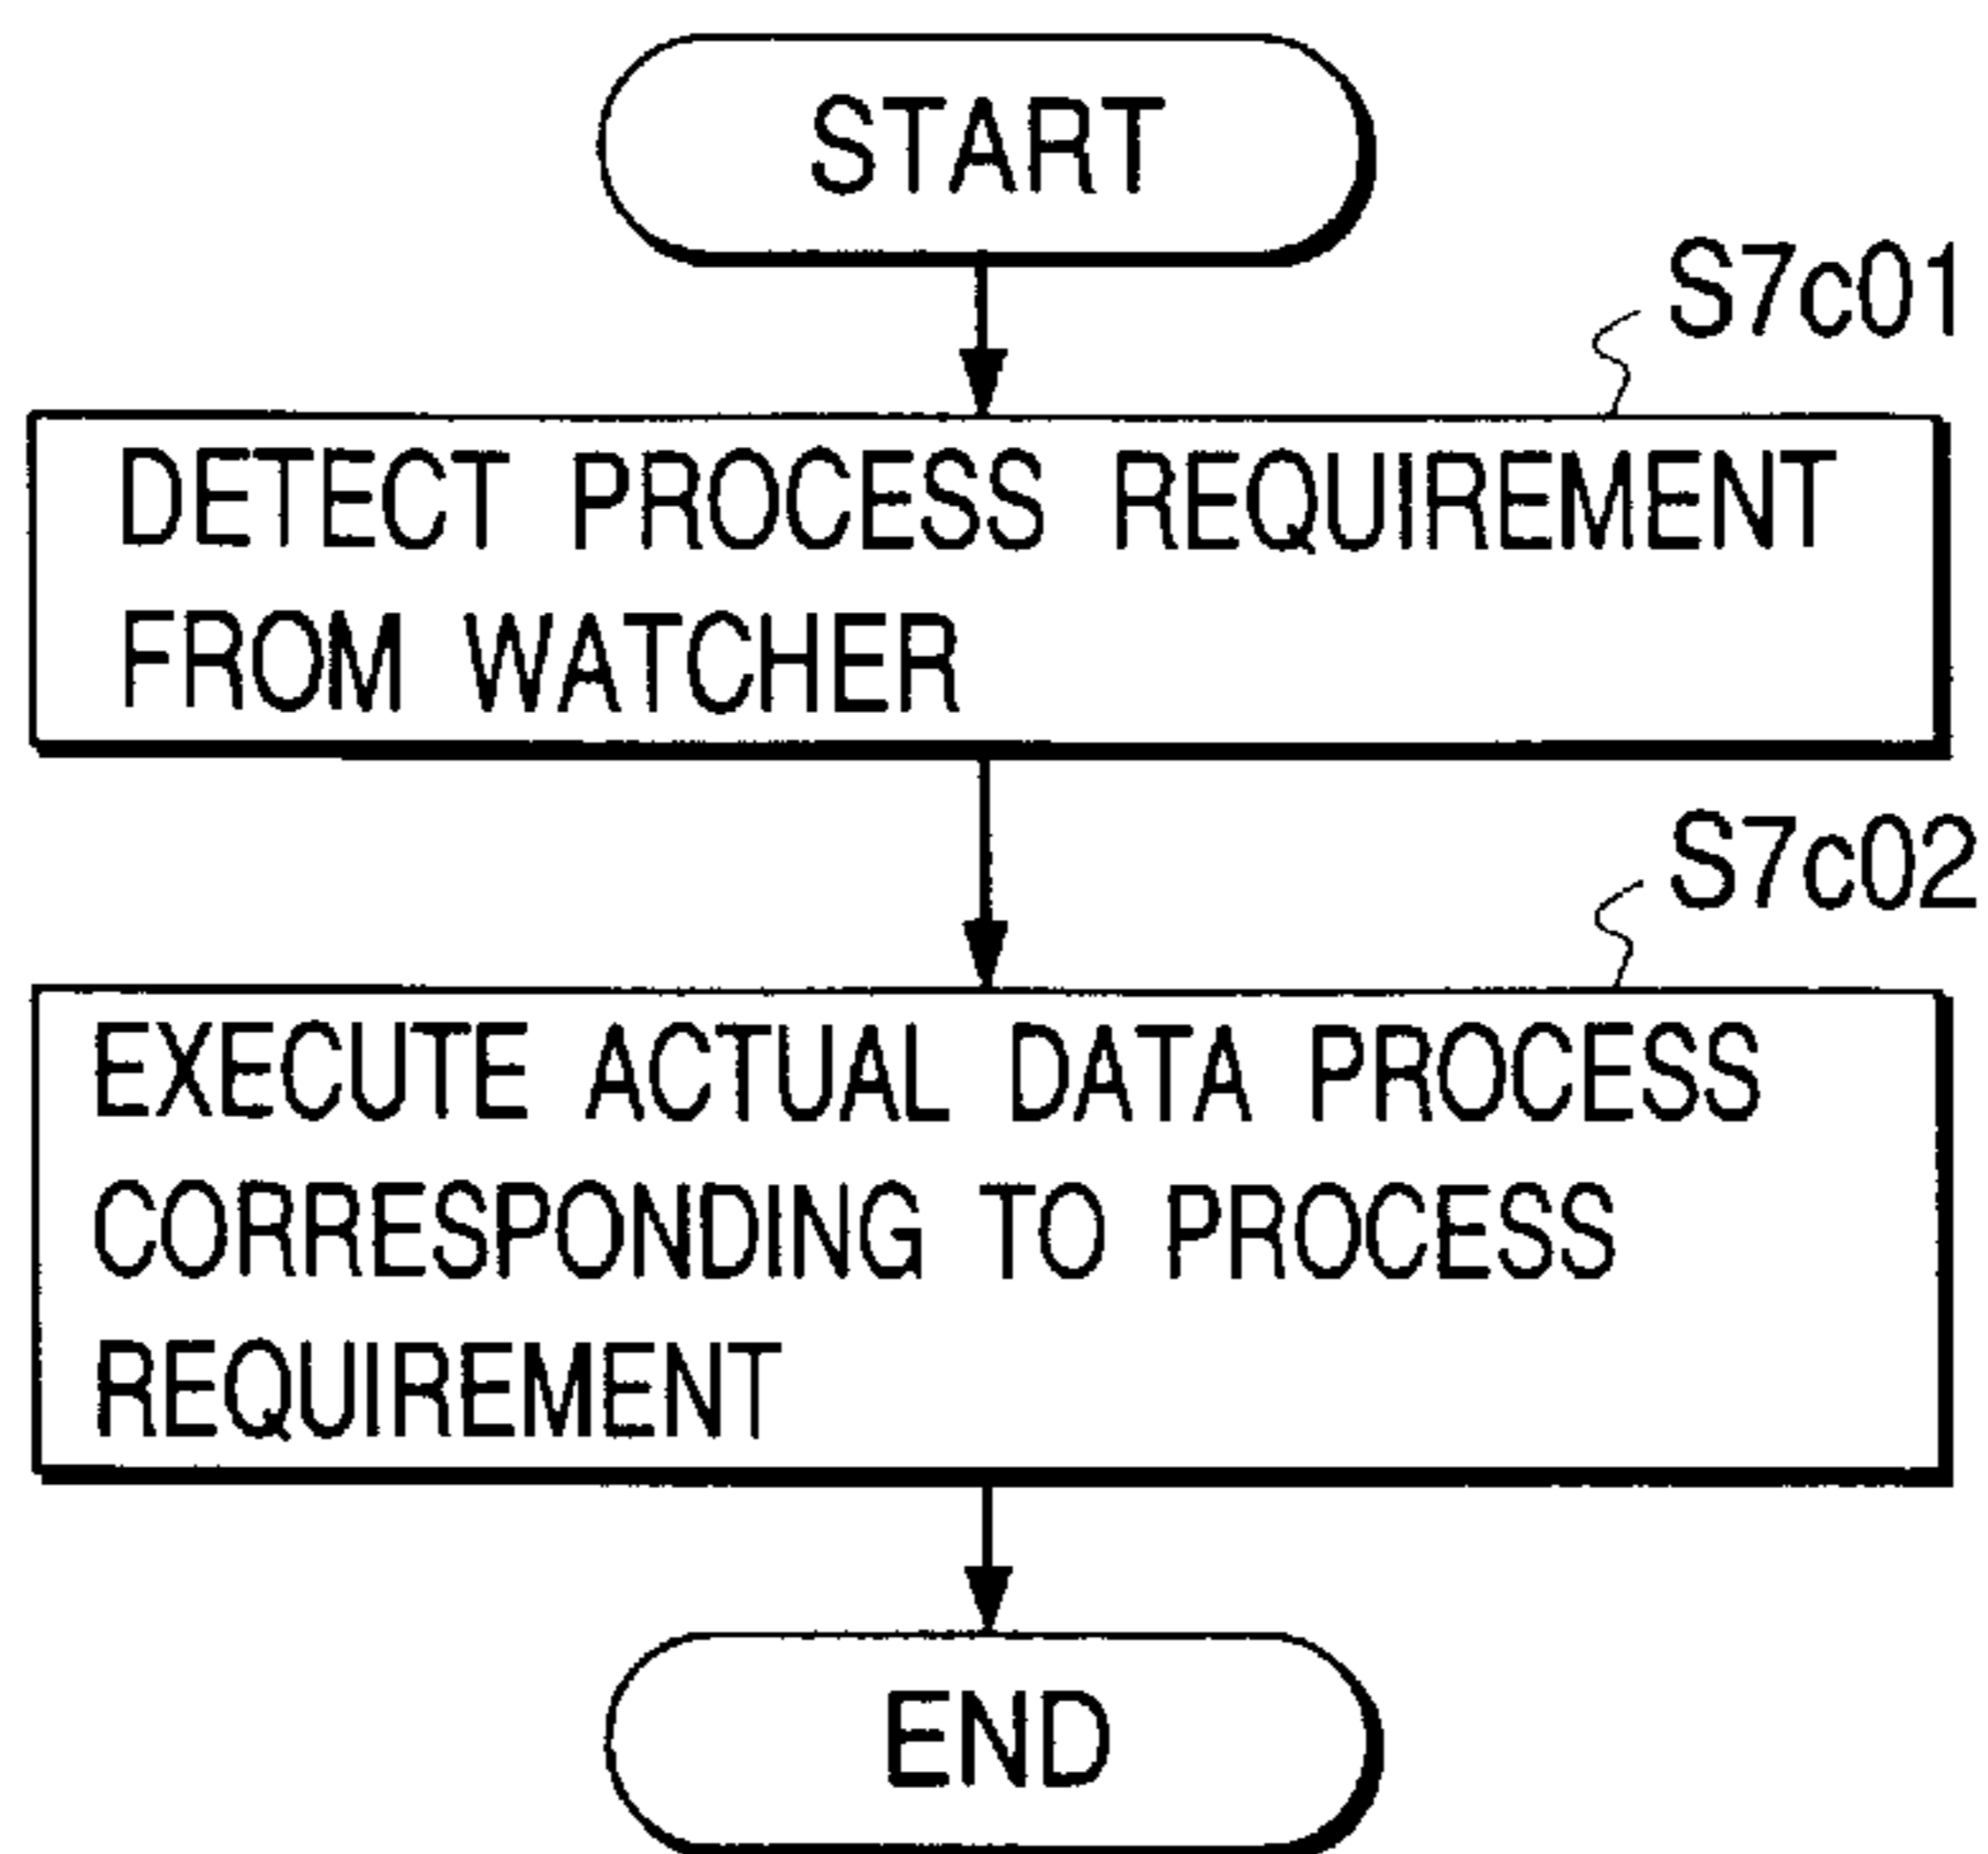 START
S7c01
DETECT PROCESS REQUIREMENT
FROM WATCHER
S7c02
EXECUTE ACTUAL DATA PROCESS
CORRESPONDING TO PROCESS
REQUIREMENT
END